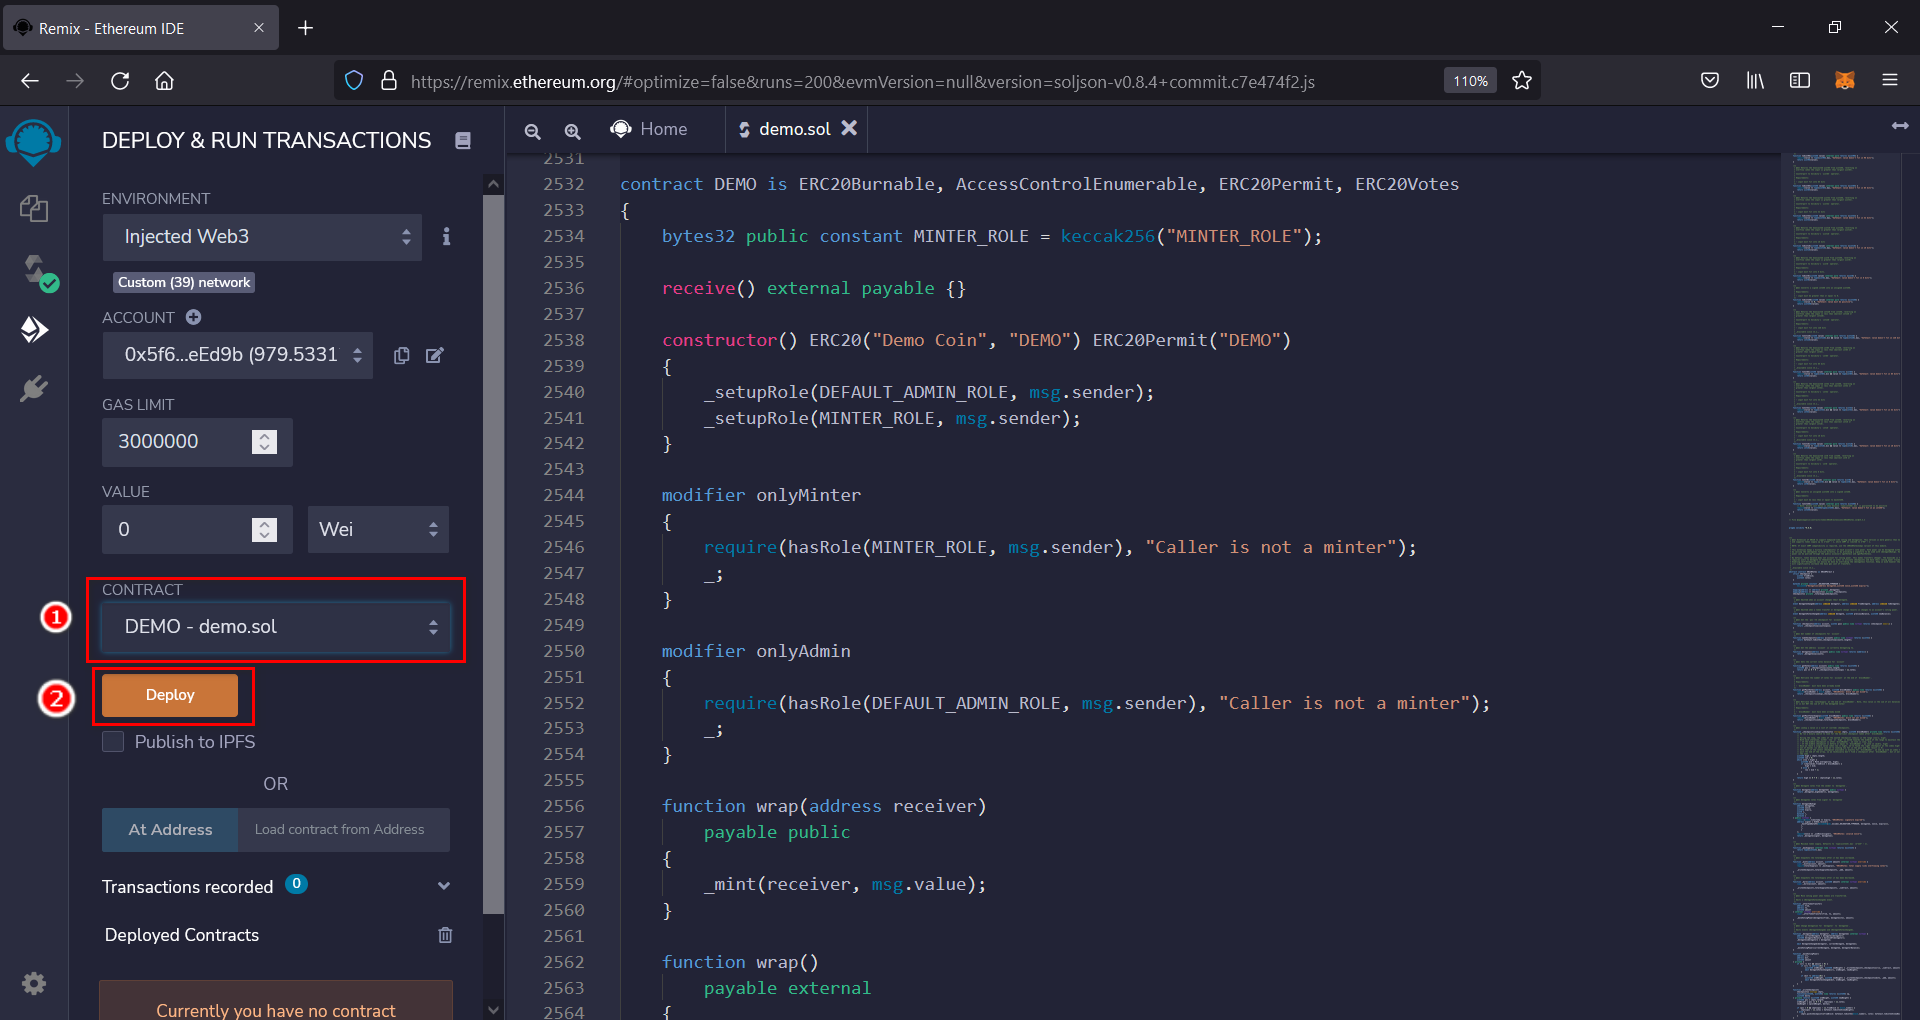 Remix - Ethereum IDE
https://remix.ethereum.org/#optimize=false&runs=200&evmVersion=null&version=soljson-v0.8.4+commit.c7e474f2.js
110%
DEPLOY & RUN TRANSACTIONS
ENVIRONMENT
Injected Web3
Custom (39) network
ACCOUNT
0x5f6...eEd9b (979.5331
GAS LIMIT
3000000
VALUE
0
Wei
1
CONTRACT
DEMO - demo.sol
2
Deploy
Publish to IPFS
OR
At Address
Load contract from Address
Transactions recorded 0
Deployed Contracts
Currently you have no contract
Home
demo.sol
2531
2532 contract DEMO is ERC20Burnable, AccessControlEnumerable, ERC20Permit, ERC20Votes
2533 {
2534 bytes32 public constant MINTER_ROLE = keccak256("MINTER_ROLE");
2535
2536 receive() external payable {}
2537
2538 constructor() ERC20("Demo Coin", "DEMO") ERC20Permit("DEMO")
2539 {
2540 _setupRole(DEFAULT_ADMIN_ROLE, msg.sender);
2541 _setupRole(MINTER_ROLE, msg.sender);
2542 }
2543
2544 modifier onlyMinter
2545 {
2546 require(hasRole(MINTER_ROLE, msg.sender), "Caller is not a minter");
2547 _;
2548 }
2549
2550 modifier onlyAdmin
2551 {
2552 require(hasRole(DEFAULT_ADMIN_ROLE, msg.sender), "Caller is not a minter");
2553 _;
2554 }
2555
2556 function wrap(address receiver)
2557 payable public
2558 {
2559 _mint(receiver, msg.value);
2560 }
2561
2562 function wrap()
2563 payable external
2564 {